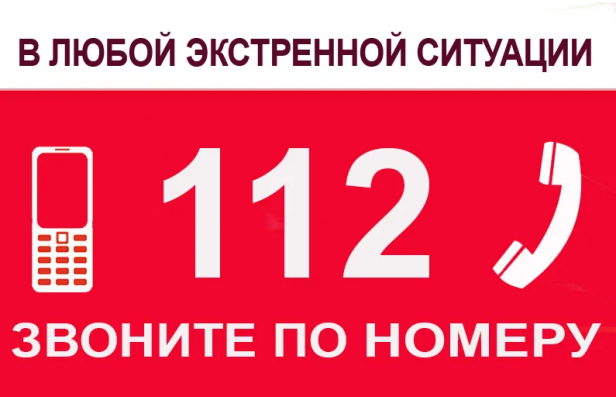 В ЛЮБОЙ ЭКСТРЕННОЙ СИТУАЦИИ
112
ЗВОНИТЕ ПО НОМЕРУ